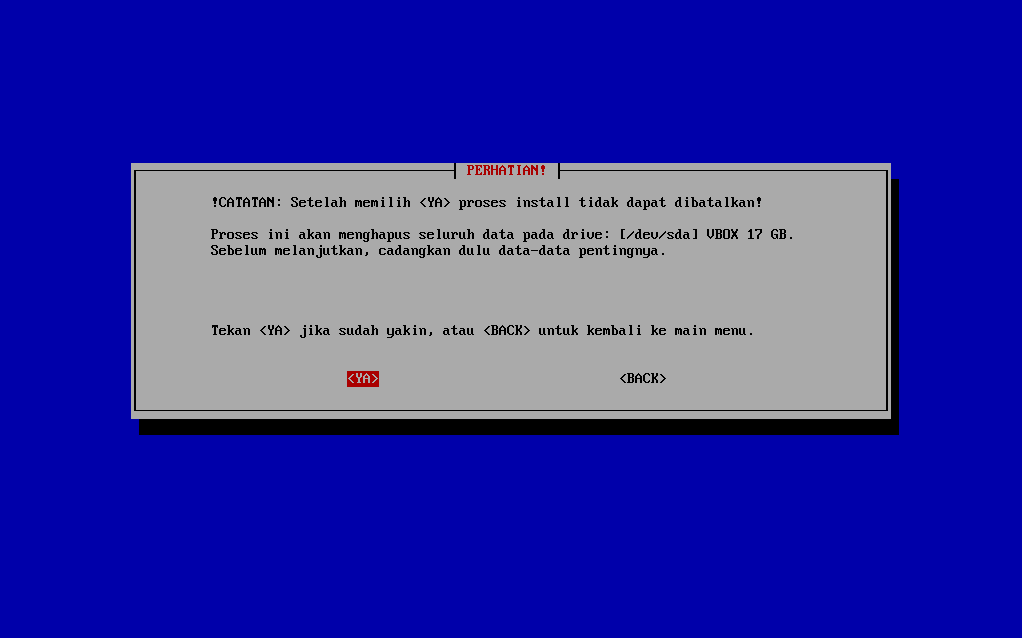 PERHATIAN!
!CATATAN: Setelah memilih <YA> proses install tidak dapat dibatalkan!
Proses ini akan menghapus seluruh data pada drive: [/dev/sda] VBOX 17 GB.
Sebelum melanjutkan, cadangkan dulu data-data pentingnya.
Tekan <YA> jika sudah yakin, atau <BACK> untuk kembali ke main menu.
<YA> <BACK>